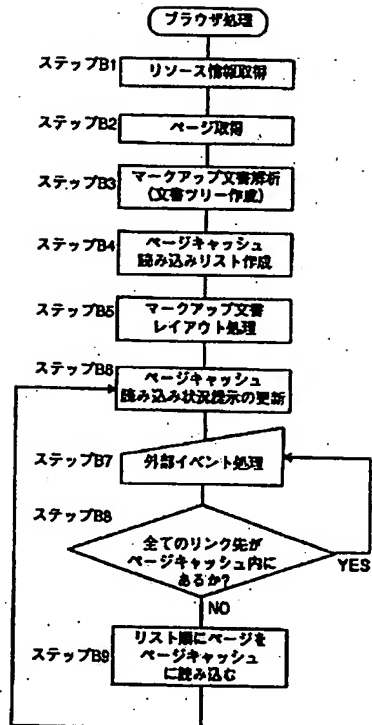 ブラウザ処理
ステップB1
リソース情報取得
ステップB2
ページ取得
ステップB3
マークアップ文書解析
(文書ツリー作成)
ステップB4
ページキャッシュ
読み込みリスト作成
ステップB5
マークアップ文書
レイアウト処理
ステップB6
ページキャッシュ
読み込み状況提示の更新
ステップB7
外部イベント処理
ステップB8
全てのリンク先が
ページキャッシュ内に
あるか?
YES
NO
ステップB9
リスト順にページを
ページキャッシュ
に読み込む